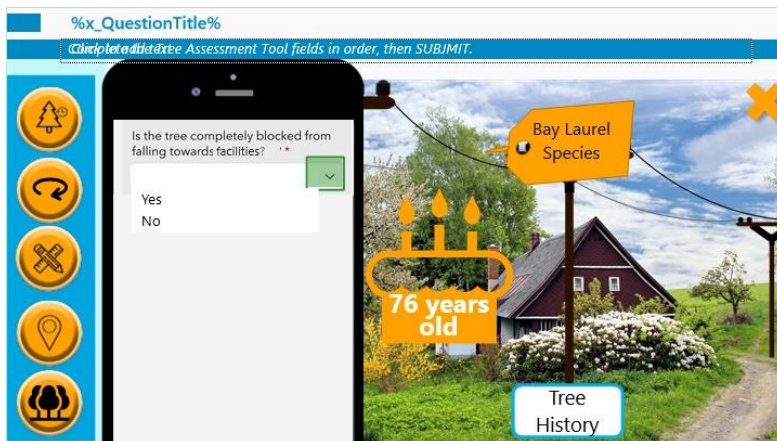 %x_QuestionTitle%
Complete the Tree Assessment Tool fields in order, then SUBJMIT.
Is the tree completely blocked from
falling towards facilities? ' *
Yes
No
Bay Laurel
Species
76 years
old
Tree
History